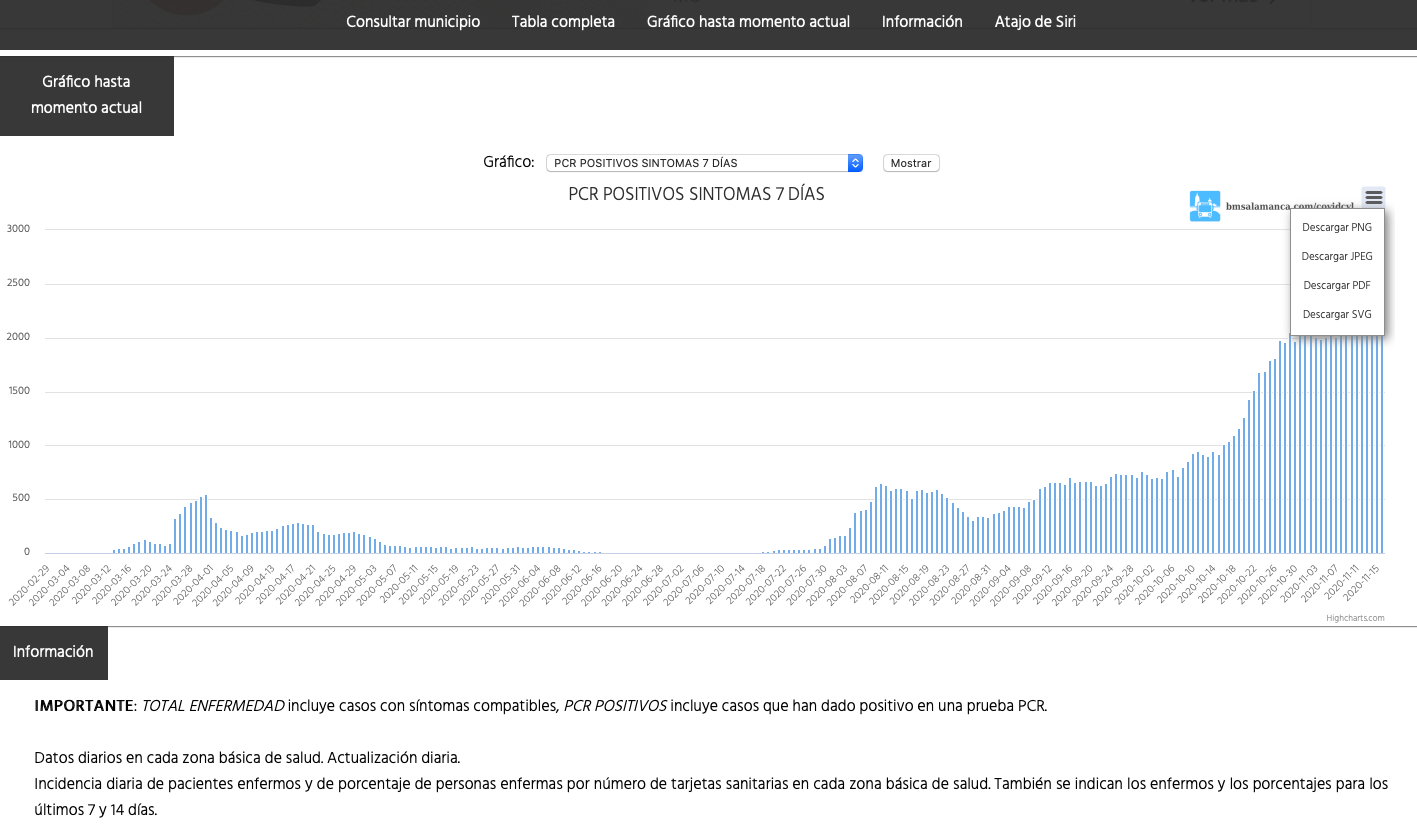 Consultar municipio Tabla completa Gráfico hasta momento actual Información Atajo de Siri
Gráfico hasta
momento actual
Gráfico: PCR POSITIVOS SINTOMAS 7 DÍAS Mostrar
PCR POSITIVOS SINTOMAS 7 DÍAS
bmsalamanca.com/covidcyl
Descargar PNG
Descargar JPEG
Descargar PDF
Descargar SVG
3000
2500
2000
1500
1000
500
0
2020-02-29 2020-03-04 2020-03-08 2020-03-12 2020-03-16 2020-03-20 2020-03-24 2020-03-28 2020-04-01 2020-04-05 2020-04-09 2020-04-13 2020-04-17 2020-04-21 2020-04-25 2020-04-29 2020-05-03 2020-05-07 2020-05-11 2020-05-15 2020-05-19 2020-05-23 2020-05-27 2020-05-31 2020-06-04 2020-06-08 2020-06-12 2020-06-16 2020-06-20 2020-06-24 2020-06-28 2020-07-02 2020-07-06 2020-07-10 2020-07-14 2020-07-18 2020-07-22 2020-07-26 2020-07-30 2020-08-03 2020-08-07 2020-08-11 2020-08-15 2020-08-19 2020-08-23 2020-08-27 2020-08-31 2020-09-04 2020-09-08 2020-09-12 2020-09-16 2020-09-20 2020-09-24 2020-09-28 2020-10-02 2020-10-06 2020-10-10 2020-10-14 2020-10-18 2020-10-22 2020-10-26 2020-10-30 2020-11-03 2020-11-07 2020-11-11 2020-11-15
Highcharts.com
Información
IMPORTANTE: TOTAL ENFERMEDAD incluye casos con síntomas compatibles, PCR POSITIVOS incluye casos que han dado positivo en una prueba PCR.
Datos diarios en cada zona básica de salud. Actualización diaria.
Incidencia diaria de pacientes enfermos y de porcentaje de personas enfermas por número de tarjetas sanitarias en cada zona básica de salud. También se indican los enfermos y los porcentajes para los
últimos 7 y 14 días.